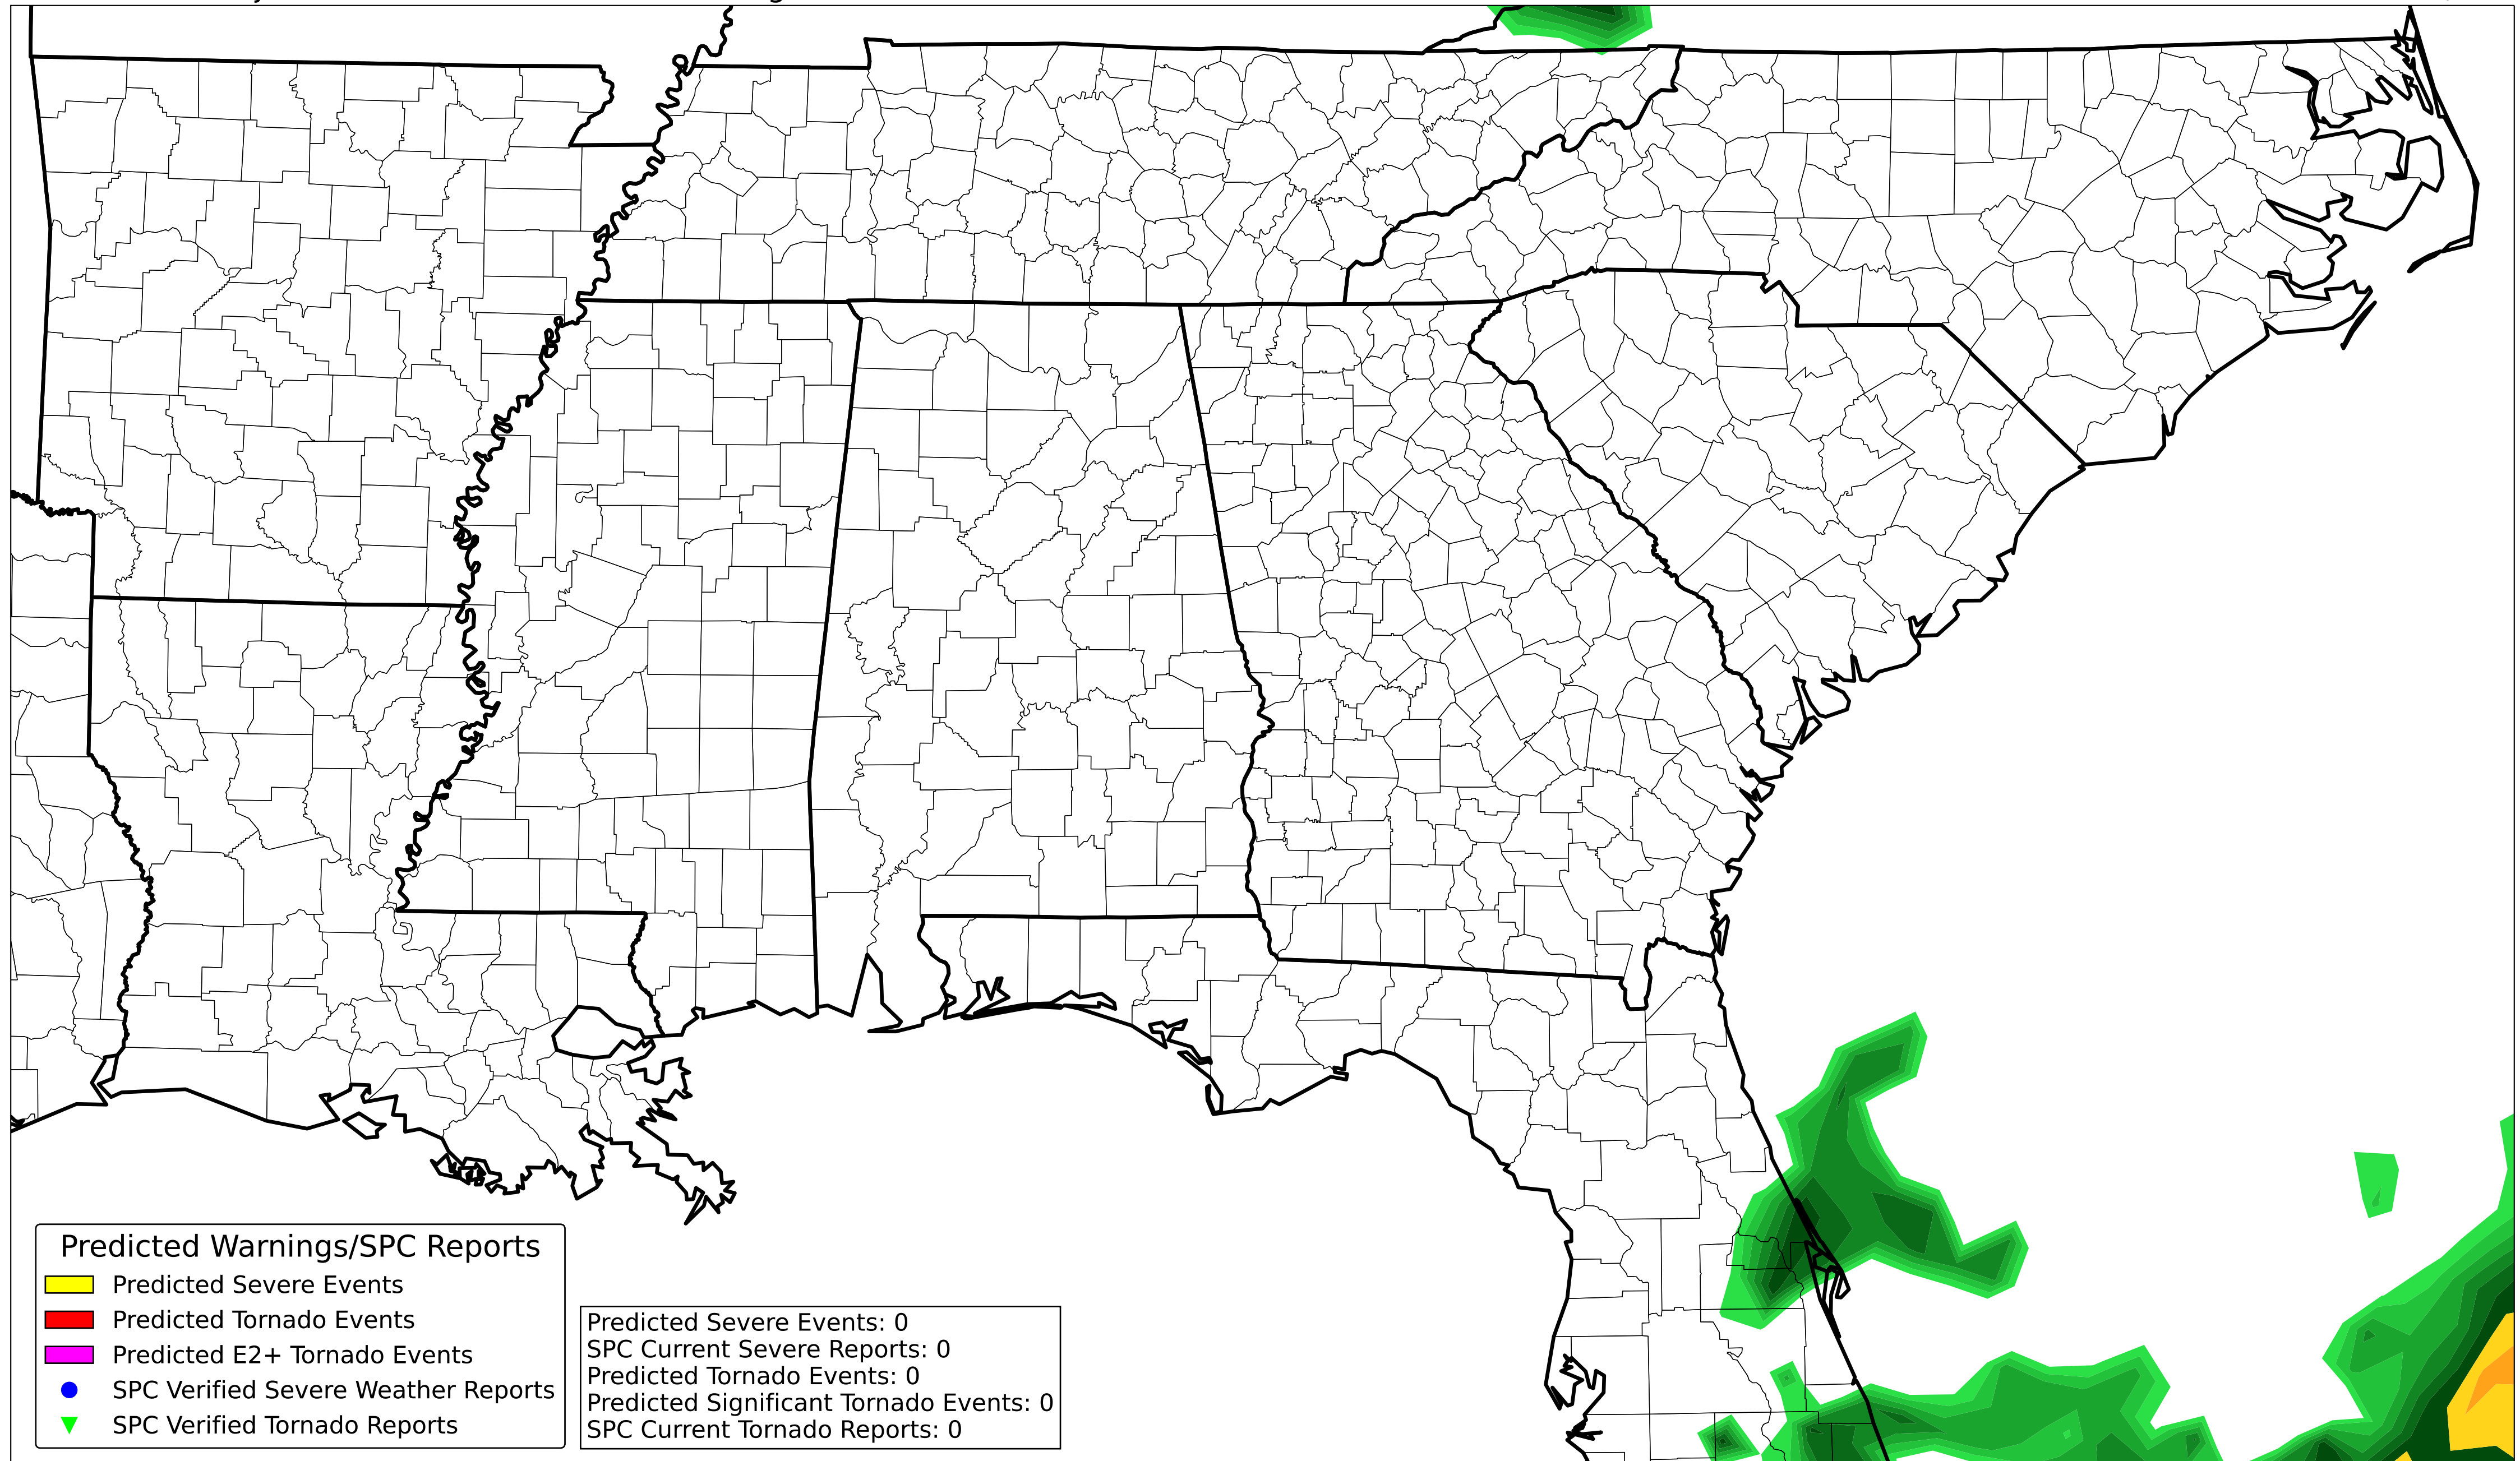 Predicted Warnings/SPC Reports
Predicted Severe Events
Predicted Tornado Events
Predicted E2+ Tornado Events
SPC Verified Severe Weather Reports
SPC Verified Tornado Reports
Predicted Severe Events: 0
SPC Current Severe Reports: 0
Predicted Tornado Events: 0
Predicted Significant Tornado Events: 0
SPC Current Tornado Reports: 0